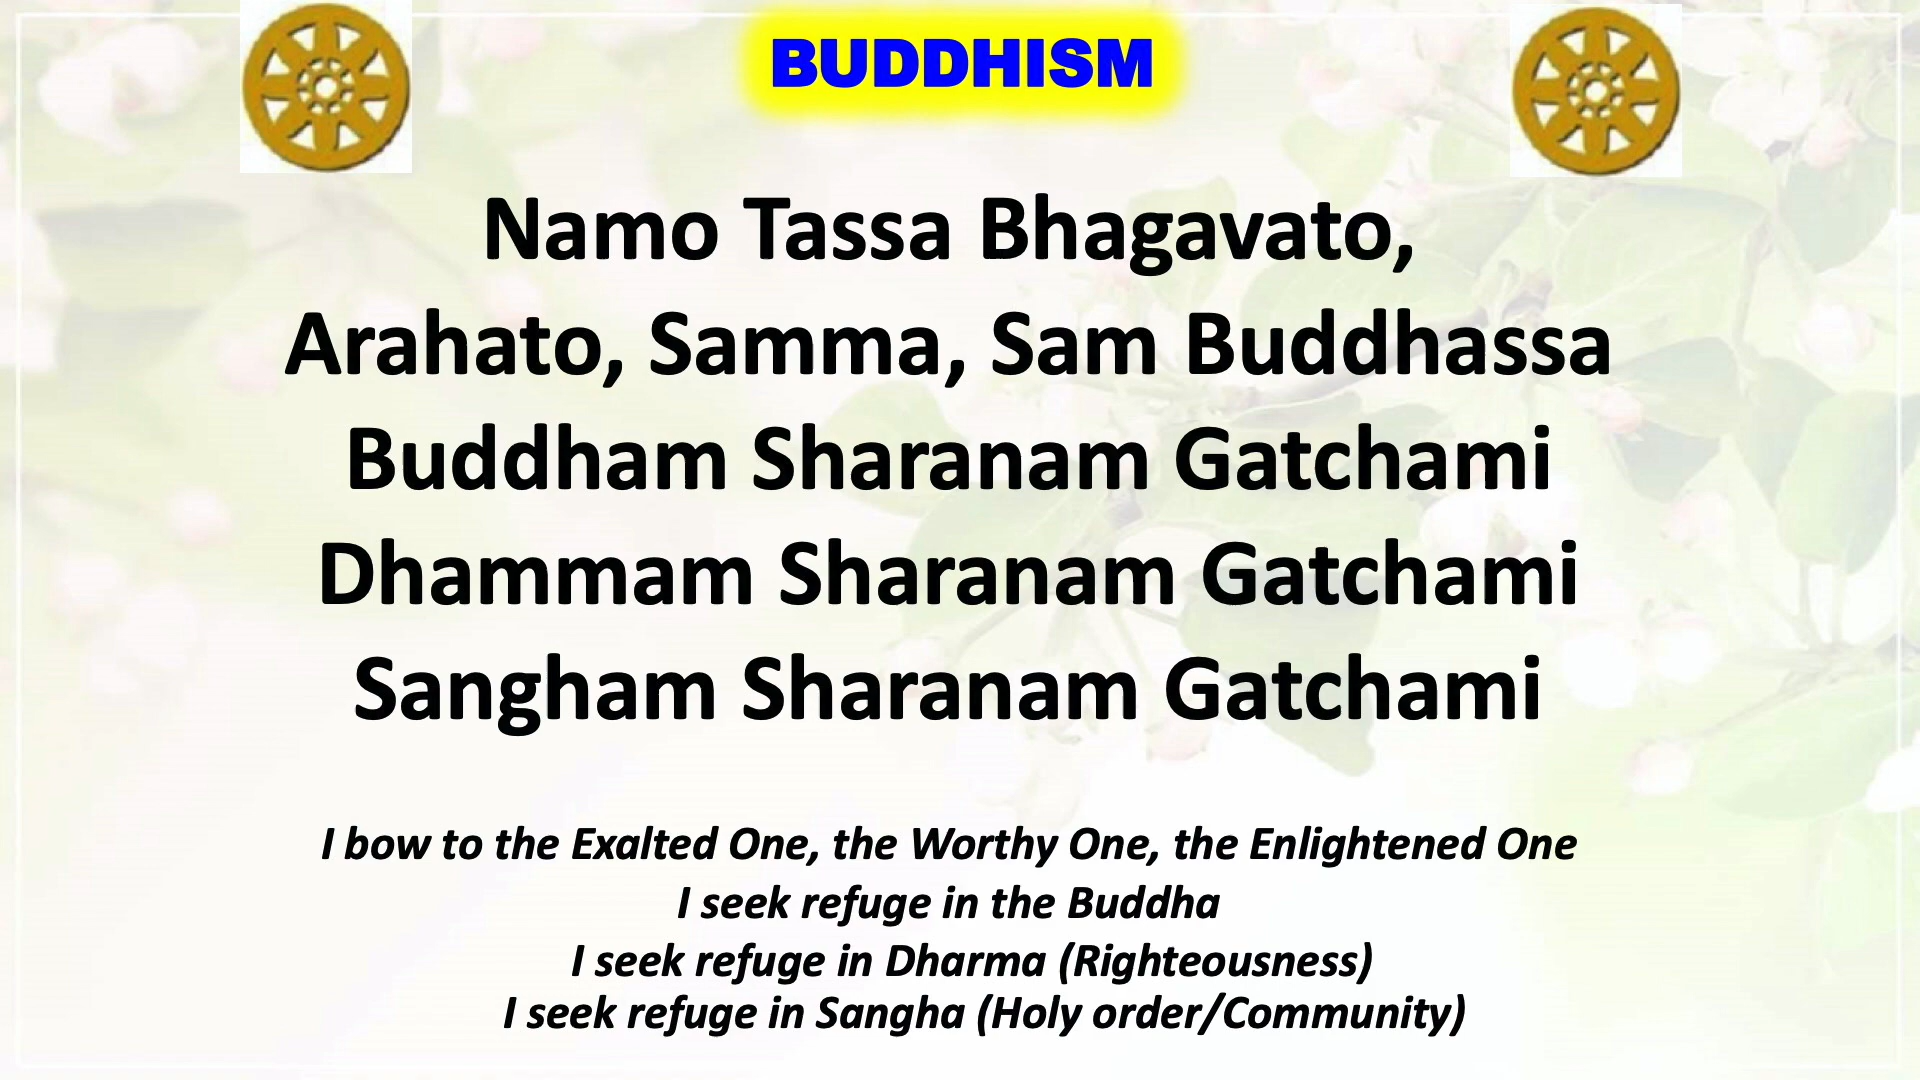 BUDDHISM
Namo Tassa Bhagavato,
Arahato, Samma, Sam Buddhassa
Buddham Sharanam Gatchami
Dhammam Sharanam Gatchami
Sangham Sharanam Gatchami
I bow to the Exalted One, the Worthy One, the Enlightened One
I seek refuge in the Buddha
I seek refuge in Dharma (Righteousness)
I seek refuge in Sangha (Holy order/Community)